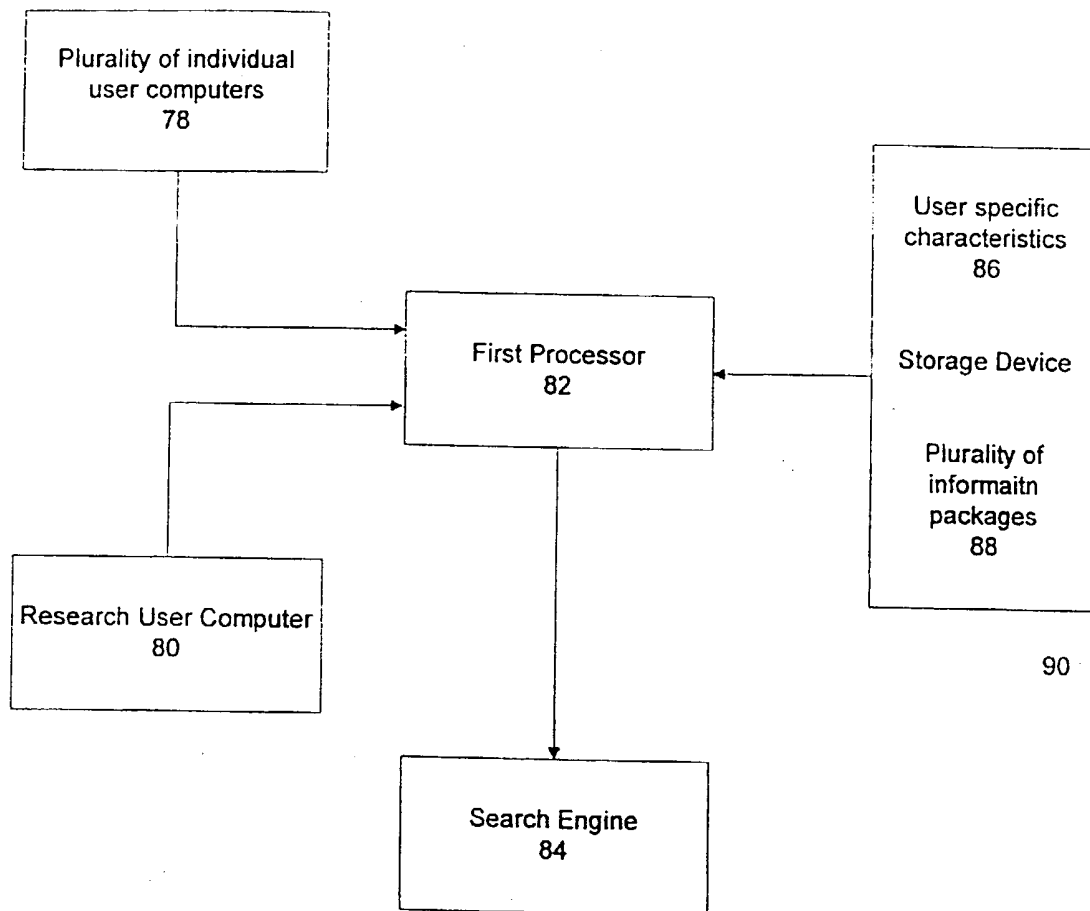 Plurality of individual
user computers
78
User specific
characteristics
86
First Processor
82
Storage Device
Plurality of
informaitn
packages
88
Research User Computer
80
90
Search Engine
84